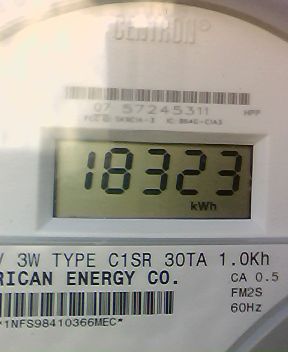 CENTRON®
07 57245311 HPF
18323
kWh
V 3W TYPE C1SR 30TA 1.0Kh
RICAN ENERGY CO. CA 0.5
FM2S
*1NFS98410366MEC* 60Hz